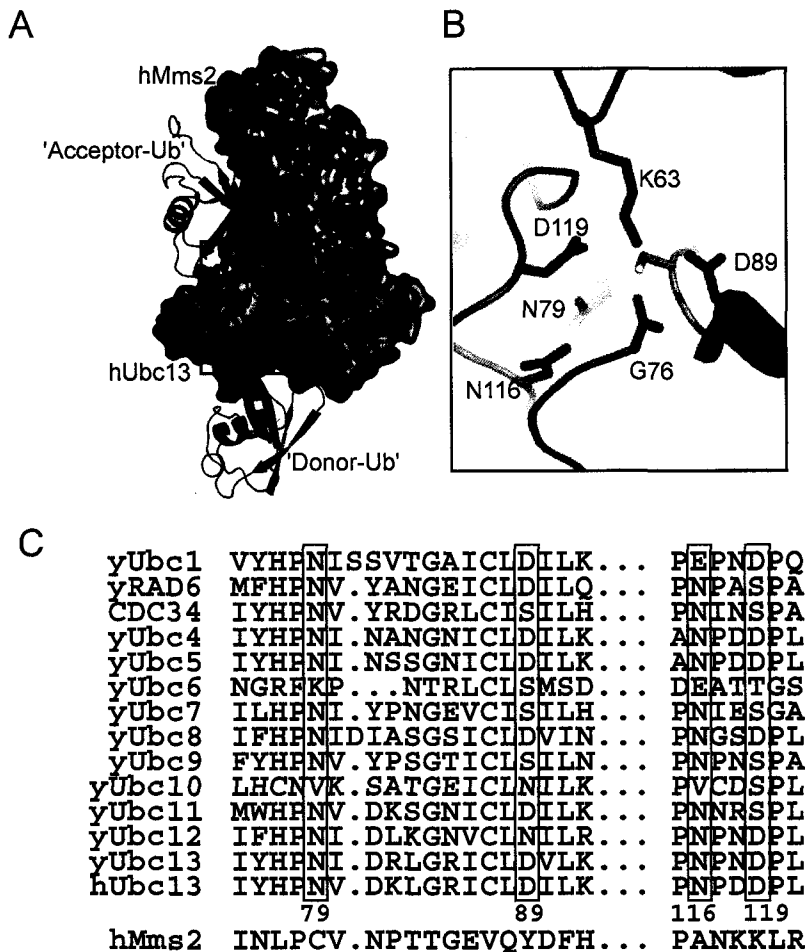 A
hMms2
'Acceptor-Ub'
hUbc13
'Donor-Ub'
B
K63
D119
D89
N79
G76
N116
C
yUbc1 VYHPNISSVTGAICLDILK... PEPNDPQ
yRAD6 MFHPNV.YANGEICLDILQ... PNPASPA
CDC34 IYHPNV.YRDGRLCISILH... PNINSPA
yUbc4 IYHPNI.NANGNICLDILK... ANPDDPL
yUbc5 IYHPNI.NSSGNICLDILK... ANPDDPL
yUbc6 NGRFKP...NTRLCLSMSD... DEATTGS
yUbc7 ILHPNI.YPNGEVCISILH... PNIESGA
yUbc8 IFHPNIDIASGSICLDVIN... PNGSDPL
yUbc9 FYHPNV.YPSGTICLSILN... PNPNSPA
yUbc10 LHCNVK.SATGEICLNILK... PVCDSPL
yUbc11 MWHPNV.DKSGNICLDILK... PNNRSPL
yUbc12 IFHPNI.DLKGNVCLNILR... PNPNDPL
yUbc13 IYHPNI.DRLGRICLDVLK... PNPNDPL
hUbc13 IYHPNV.DKLGRICLDILK... PNPDDPL
79 89 116 119
hMms2 INLPCV.NPTTGEVQYDFH... PANKKLR